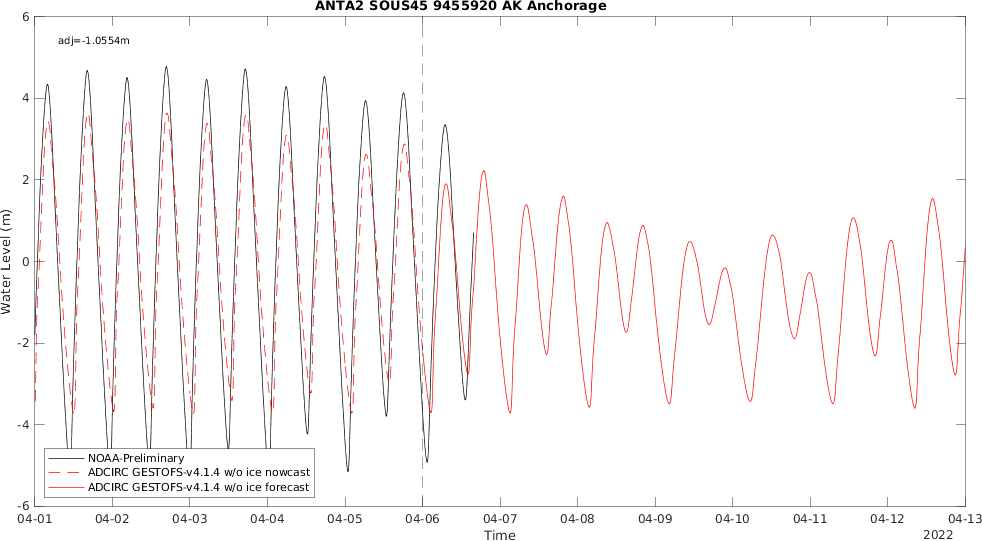 ANTA2 SOUS45 9455920 AK Anchorage
adj=-1.0554m
6
4
2
0
-2
-4
-6
Water Level (m)
NOAA-Preliminary
ADCIRC GESTOFS-v4.1.4 w/o ice nowcast
ADCIRC GESTOFS-v4.1.4 w/o ice forecast
04-01 04-02 04-03 04-04 04-05 04-06 04-07 04-08 04-09 04-10 04-11 04-12 04-13
Time
2022